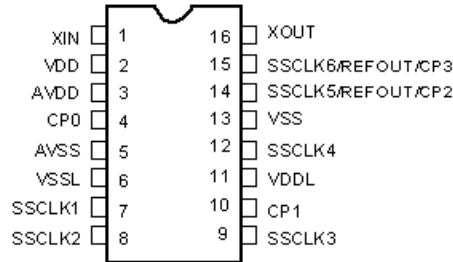 XIN 1 16 XOUT
VDD 2 15 SSCLK6/REFOUT/CP3
AVDD 3 14 SSCLK5/REFOUT/CP2
CP0 4 13 VSS
AVSS 5 12 SSCLK4
VSSL 6 11 VDDL
SSCLK1 7 10 CP1
SSCLK2 8 9 SSCLK3